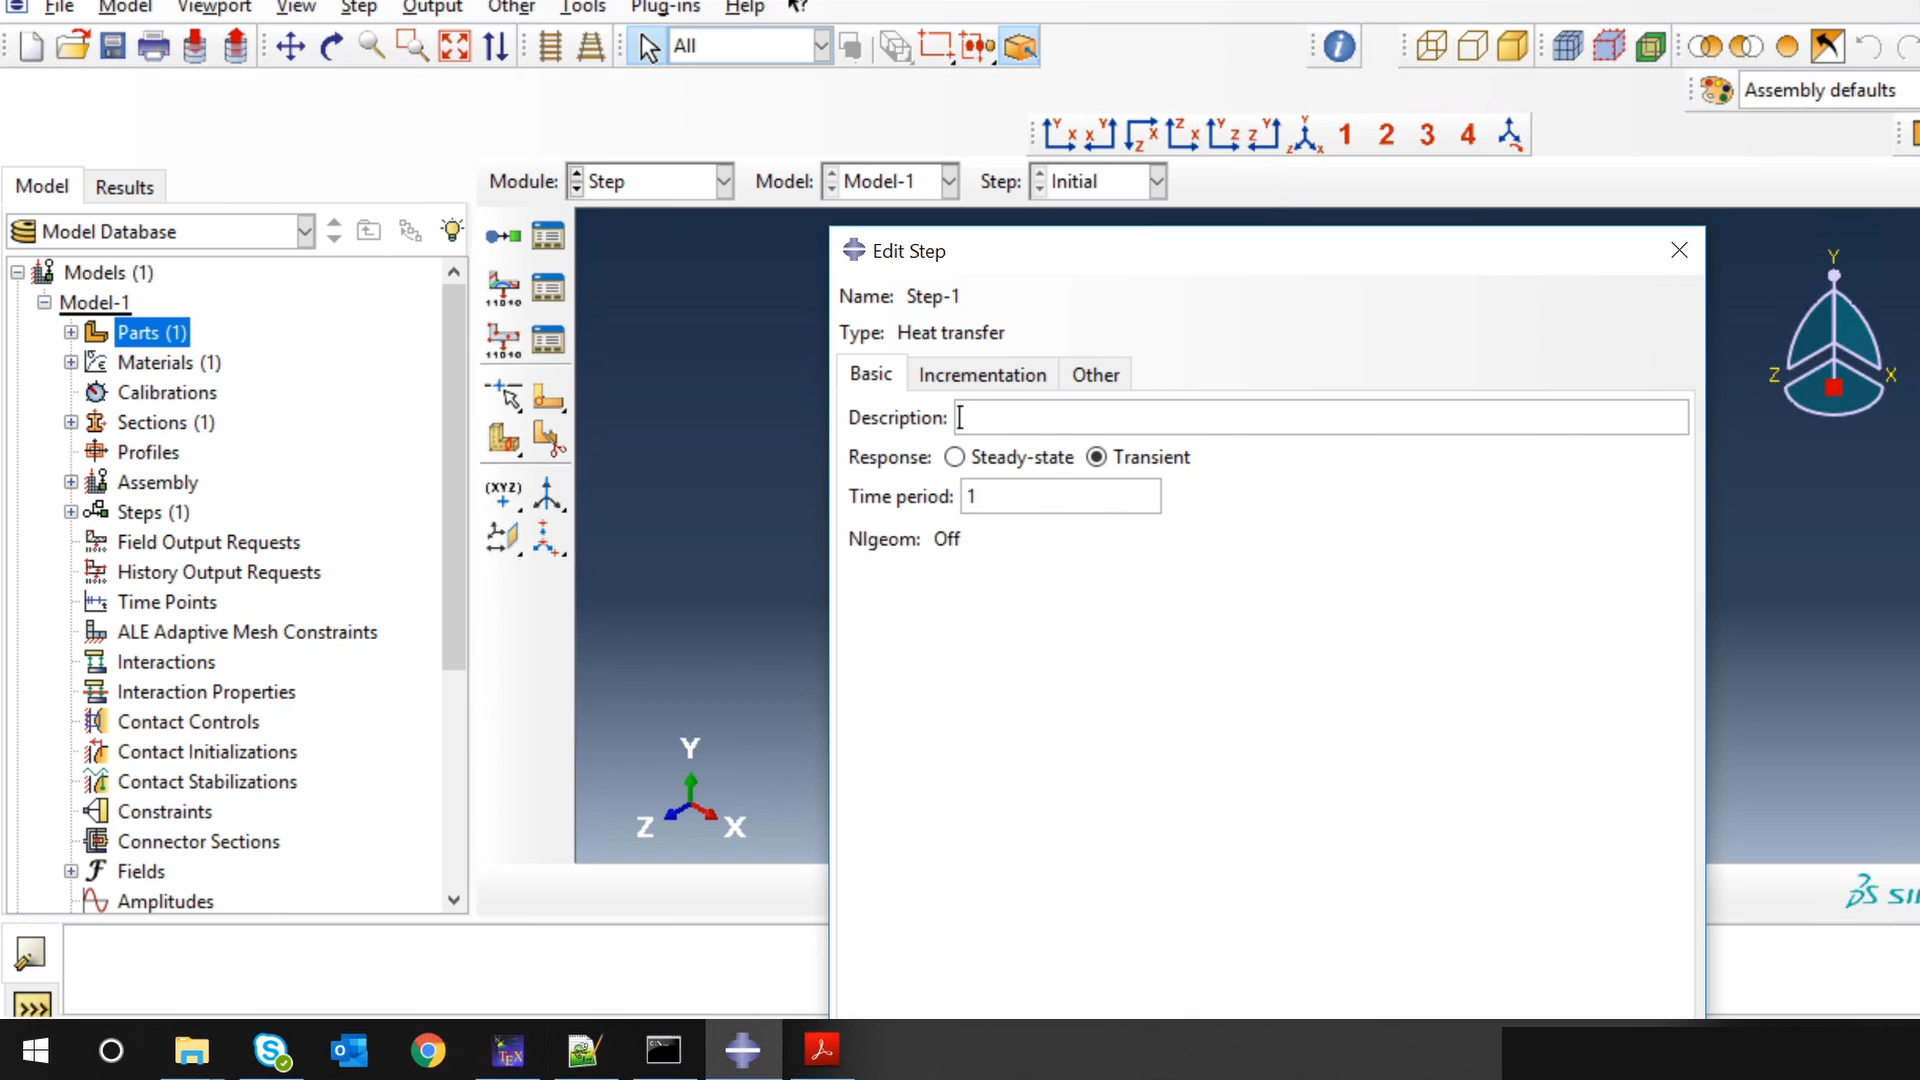 File Model Viewport View Step Output Other Tools Plug-ins Help
All
Assembly defaults
Y X X Y Z X Z X Y Z Z Y Y Z X 1 2 3 4
Model Results
Module: Step Model: Model-1 Step: Initial
Model Database
Models (1)
Model-1
Parts (1)
Materials (1)
Calibrations
Sections (1)
Profiles
Assembly
Steps (1)
Field Output Requests
History Output Requests
Time Points
ALE Adaptive Mesh Constraints
Interactions
Interaction Properties
Contact Controls
Contact Initializations
Contact Stabilizations
Constraints
Connector Sections
Fields
Amplitudes
11010
11010
(XYZ)
Edit Step
Name: Step-1
Type: Heat transfer
Basic Incrementation Other
Description:
Response: Steady-state Transient
Time period: 1
Nlgeom: Off
Y
Z X
Y
Z X
>>>
TEX